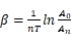 β = 1/nT ln A₀/Aₙ